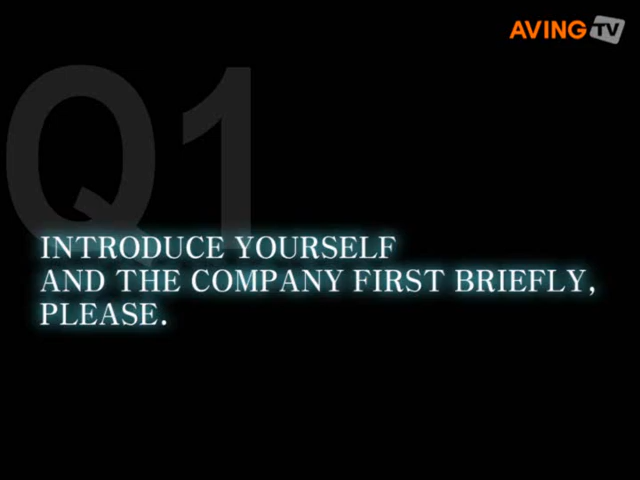 AVING TV
Q1
INTRODUCE YOURSELF
AND THE COMPANY FIRST BRIEFLY,
PLEASE.